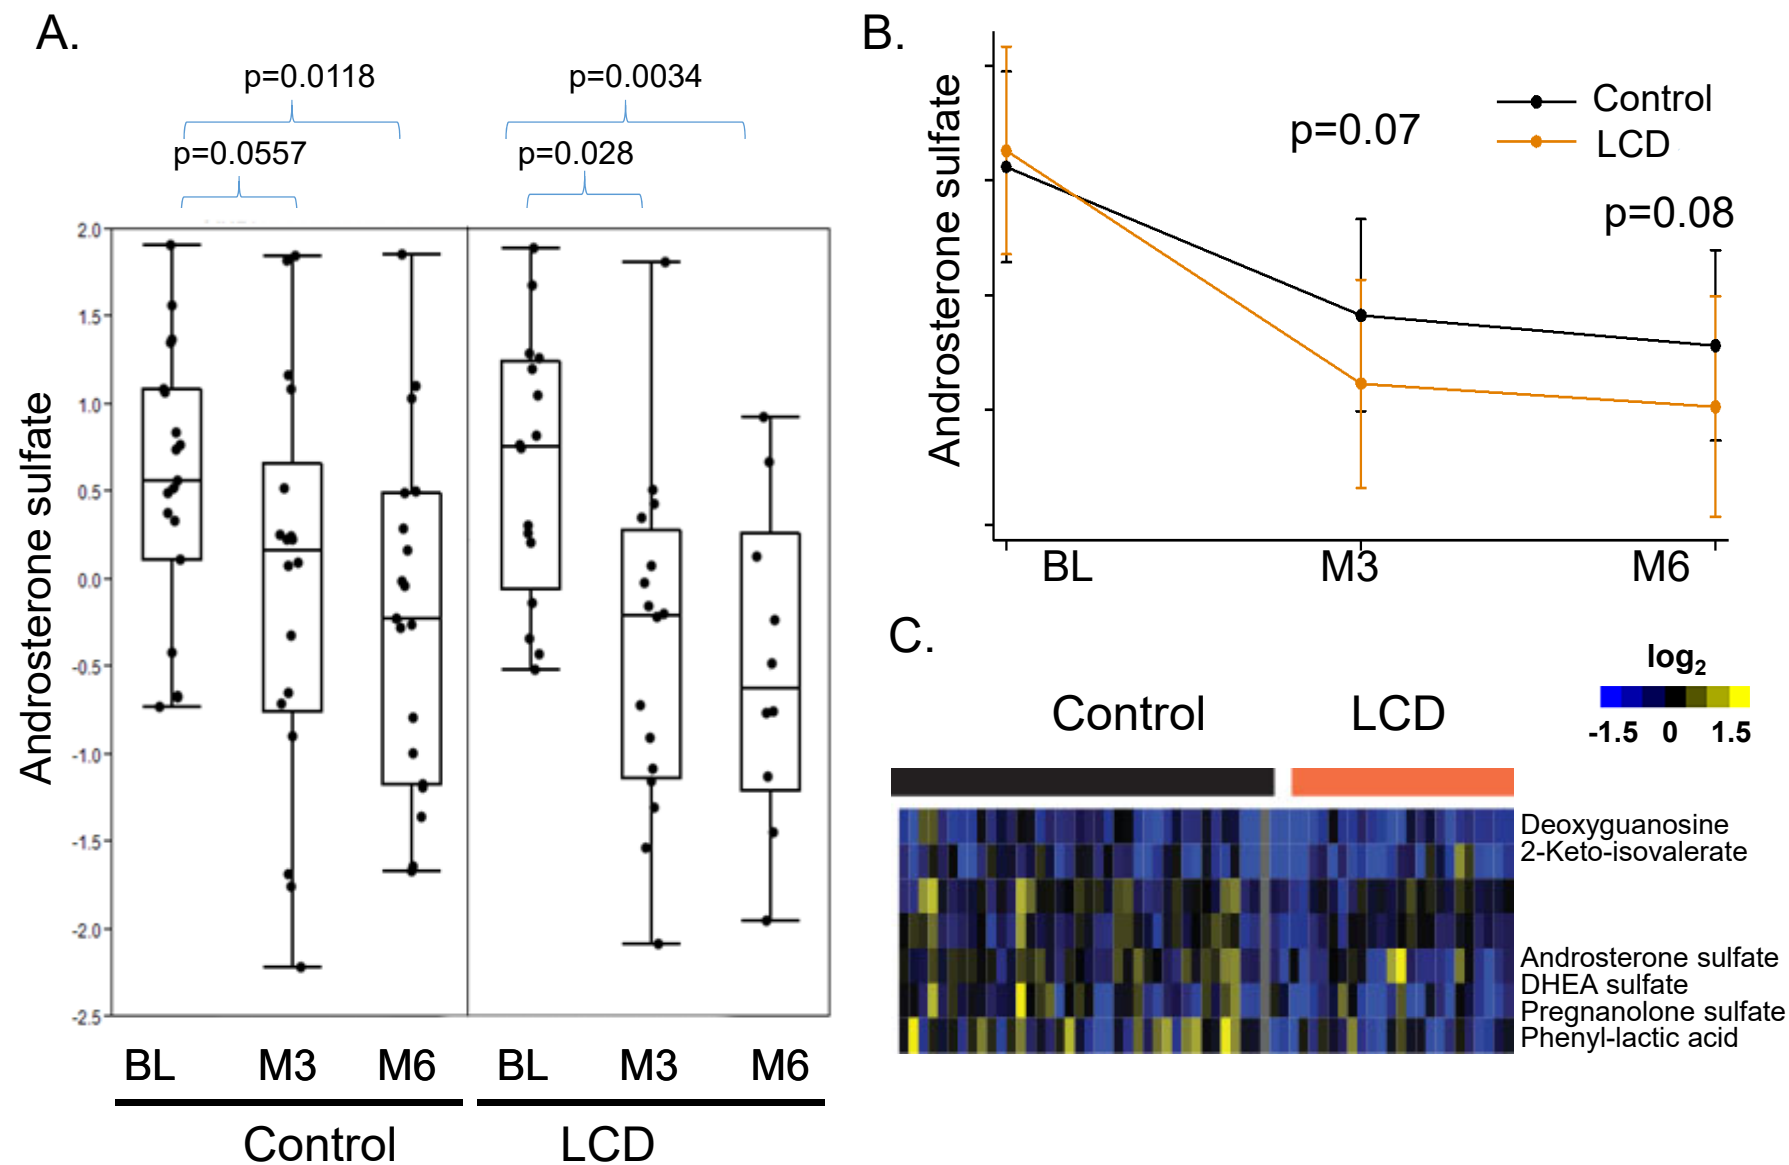 A.
p=0.0118
p=0.0034
p=0.0557
p=0.028
Androsterone sulfate
2.0
1.5
1.0
0.5
0.0
-0.5
-1.0
-1.5
-2.0
-2.5
BL M3 M6 BL M3 M6
Control LCD
B.
Androsterone sulfate
Control
LCD
p=0.07
p=0.08
BL M3 M6
C.
log2
-1.5 0 1.5
Control LCD
Deoxyguanosine
2-Keto-isovalerate
Androsterone sulfate
DHEA sulfate
Pregnanolone sulfate
Phenyl-lactic acid